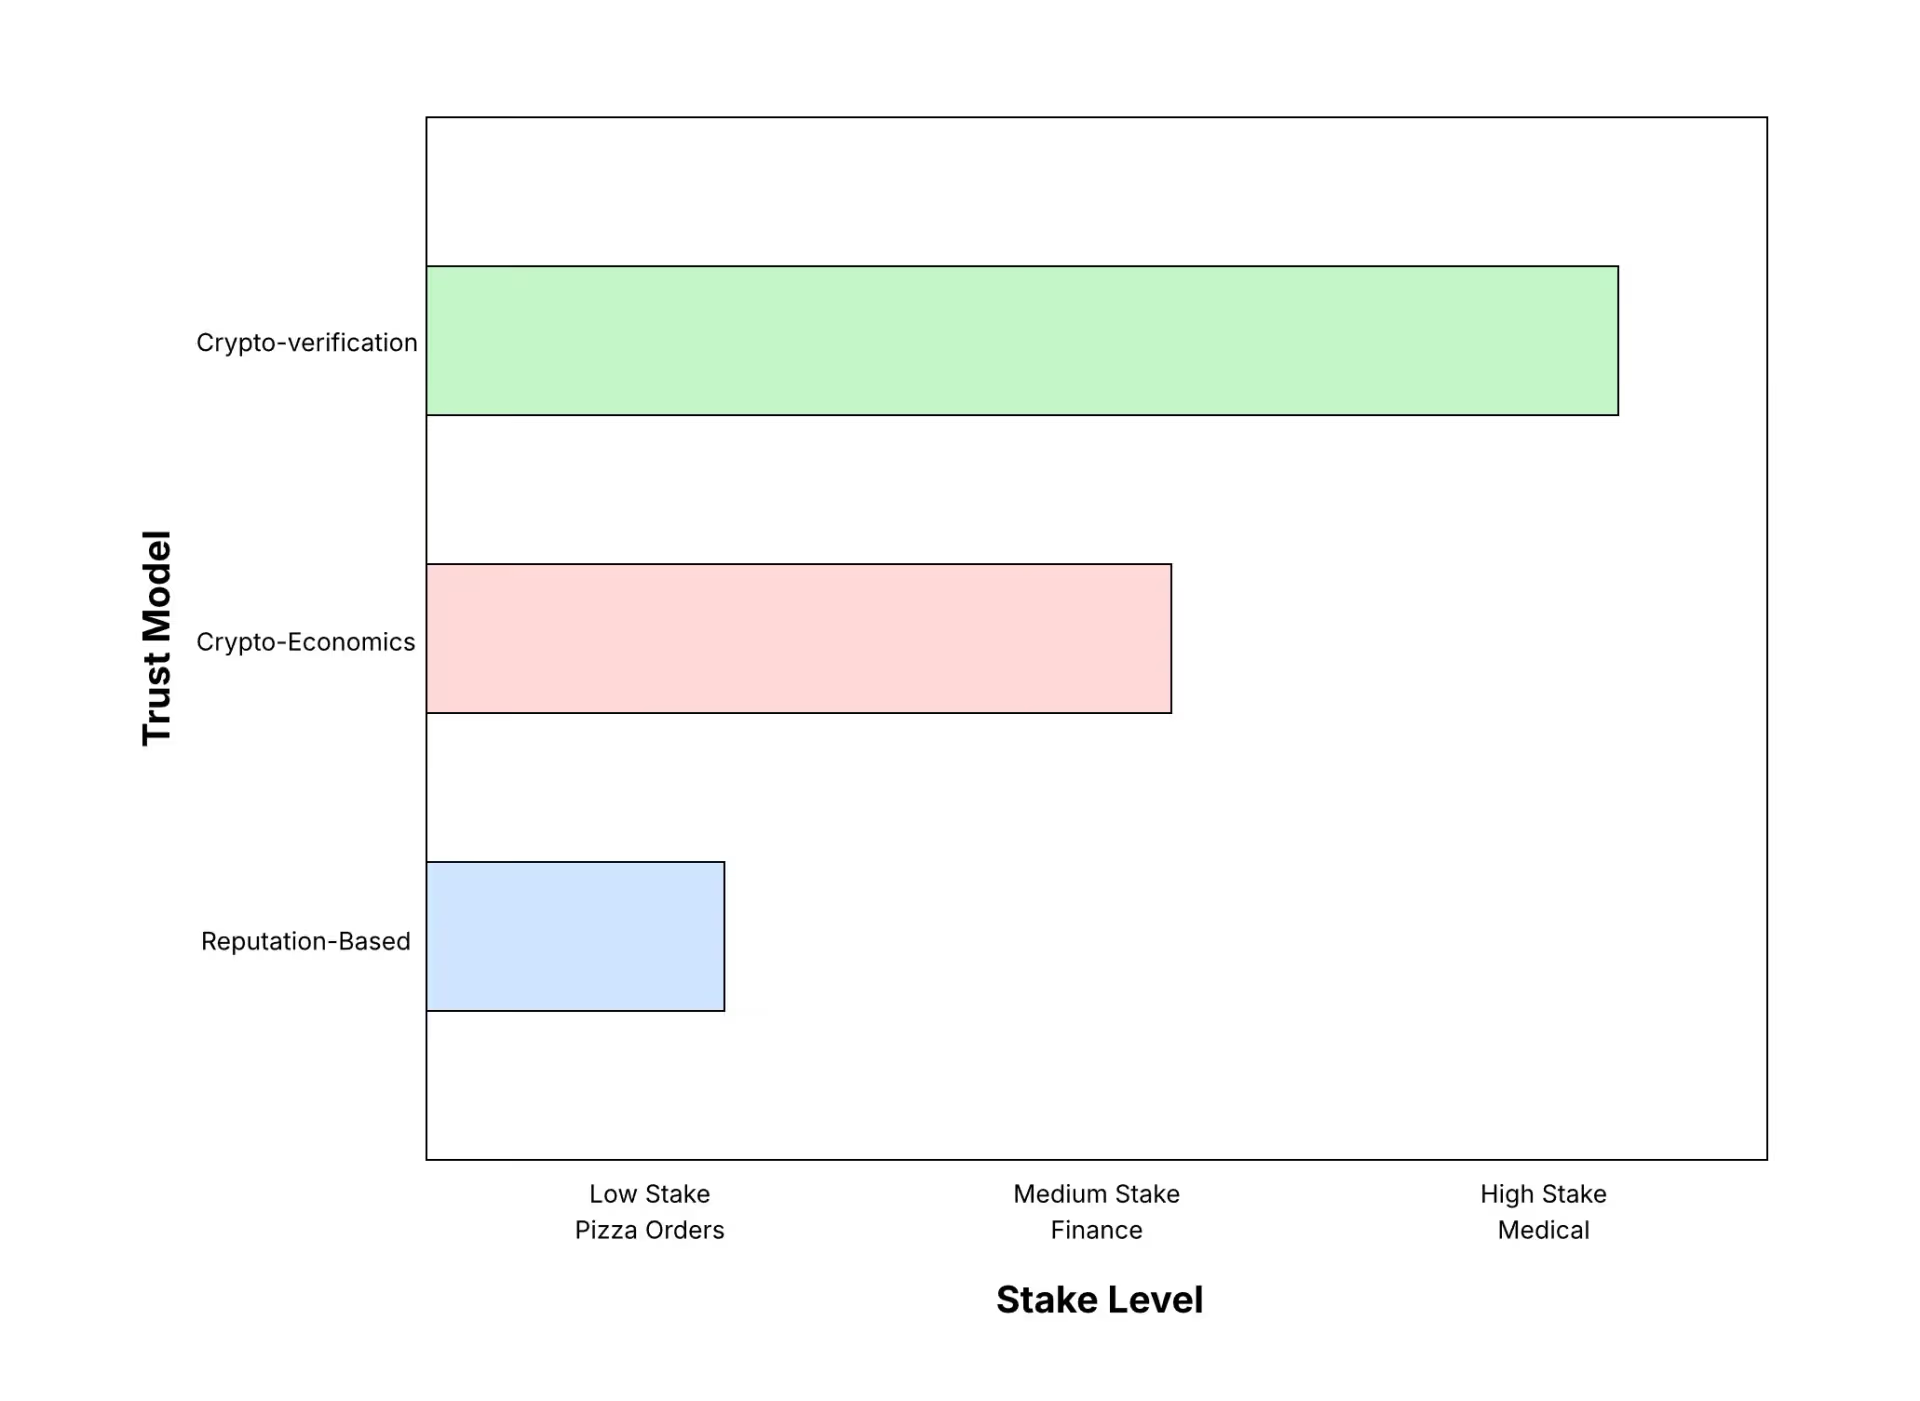 Crypto-verification
Trust Model
Crypto-Economics
Reputation-Based
Low Stake
Pizza Orders
Medium Stake
Finance
High Stake
Medical
Stake Level